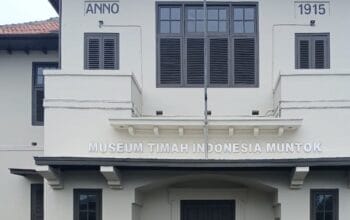 ANNO 1915
MUSEUM TIMAH INDONESIA MUNTOK